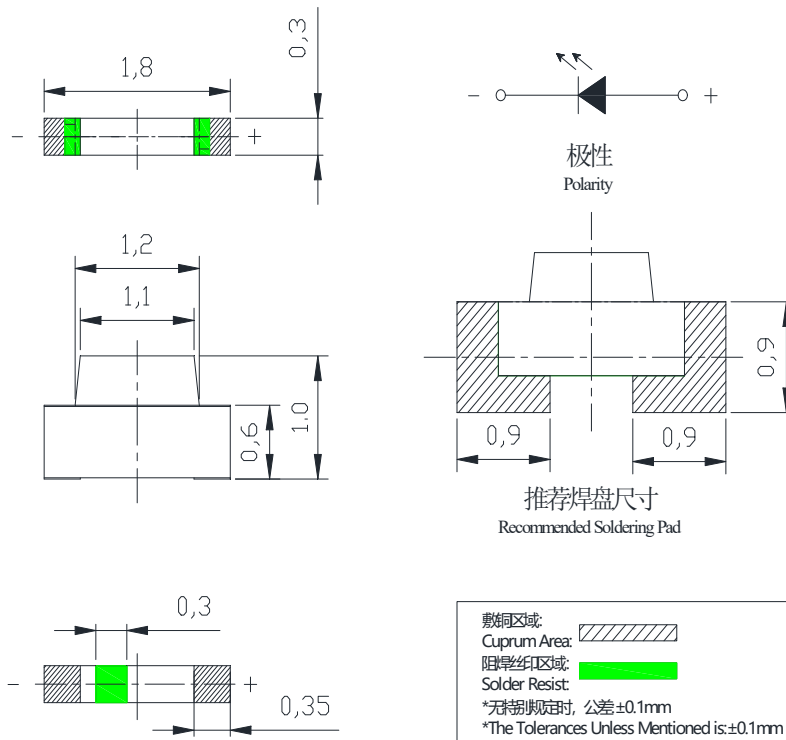 1,8
0,3
-
+
-
+
极性
Polarity
1,2
1,1
0,6
1.0
0,9
0,9
0,9
推荐焊盘尺寸
Recommended Soldering Pad
0,3
-
+
0,35
敷铜区域:
Cuprum Area:
阻焊丝印区域:
Solder Resist:
*无特别规定时, 公差±0.1mm
*The Tolerances Unless Mentioned is:±0.1mm